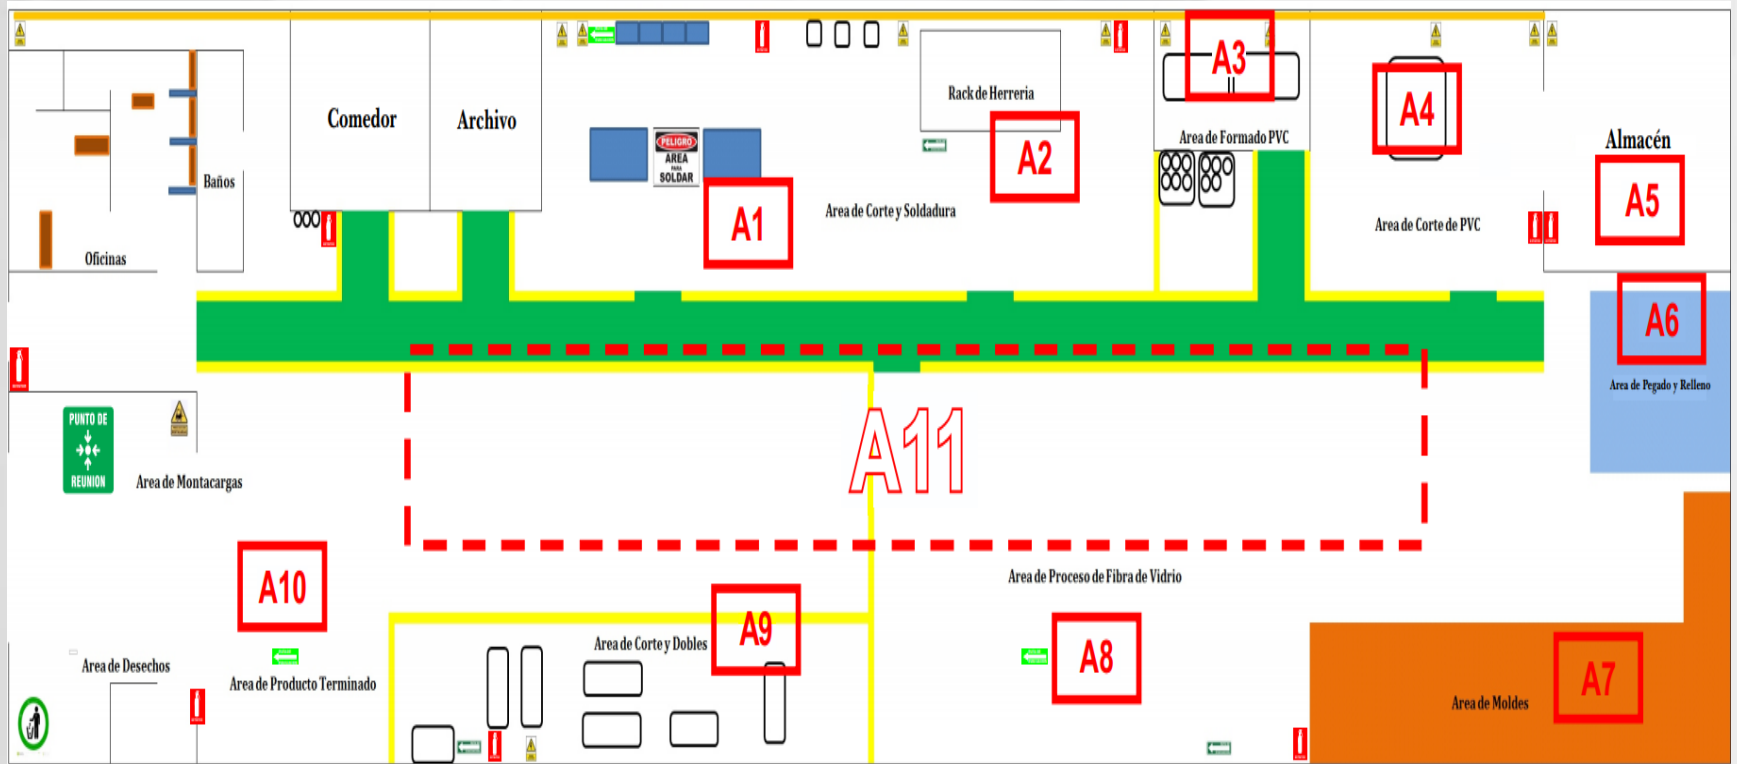 A3
Comedor
Archivo
Rack de Herreria
A4
Area de Formado PVC
Almacén
PELIGRO
AREA
PARA
SOLDAR
A2
Baños
A1
Area de Corte y Soldadura
Area de Corte de PVC
A5
Oficinas
A6
Area de Pegado y Relleno
PUNTO DE
REUNION
A11
Area de Montacargas
A10
Area de Proceso de Fibra de Vidrio
A9
Area de Corte y Dobles
A8
Area de Desechos
Area de Producto Terminado
A7
Area de Moldes